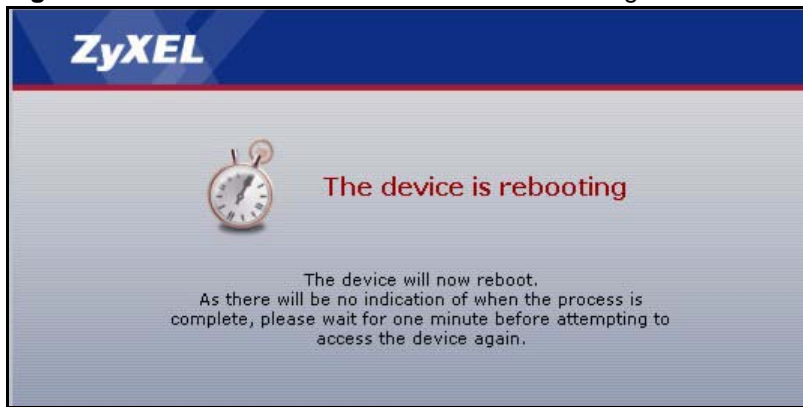 ZyXEL
The device is rebooting
The device will now reboot.
As there will be no indication of when the process is
complete, please wait for one minute before attempting to
access the device again.